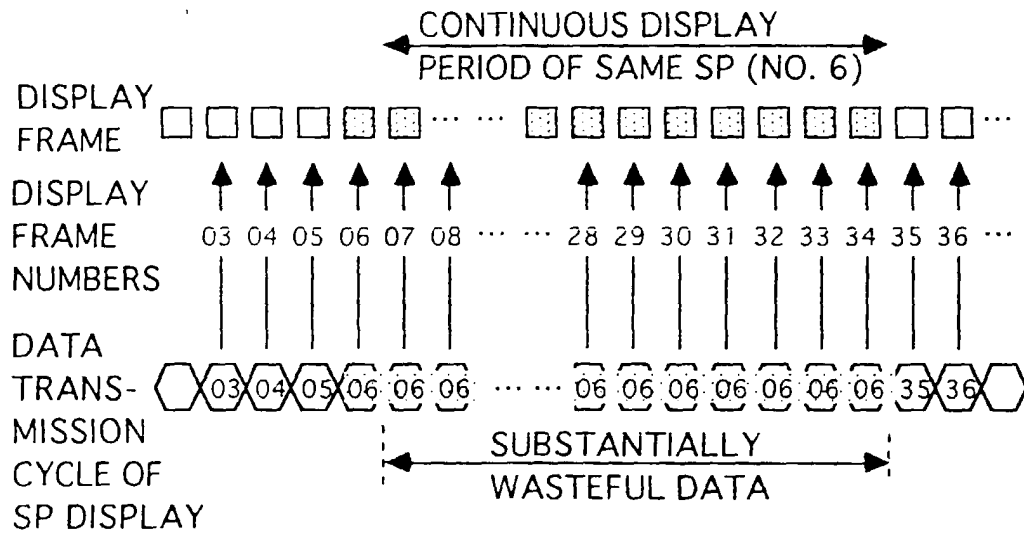 CONTINUOUS DISPLAY
PERIOD OF SAME SP (NO. 6)
DISPLAY
FRAME
··· ···
···
DISPLAY
FRAME
NUMBERS
03 04 05 06 07 08 ··· ··· 28 29 30 31 32 33 34 35 36 ···
DATA
TRANS-
MISSION
CYCLE OF
SP DISPLAY
03 04 05 06 06 06 ··· ··· 06 06 06 06 06 06 06 35 36
SUBSTANTIALLY
WASTEFUL DATA